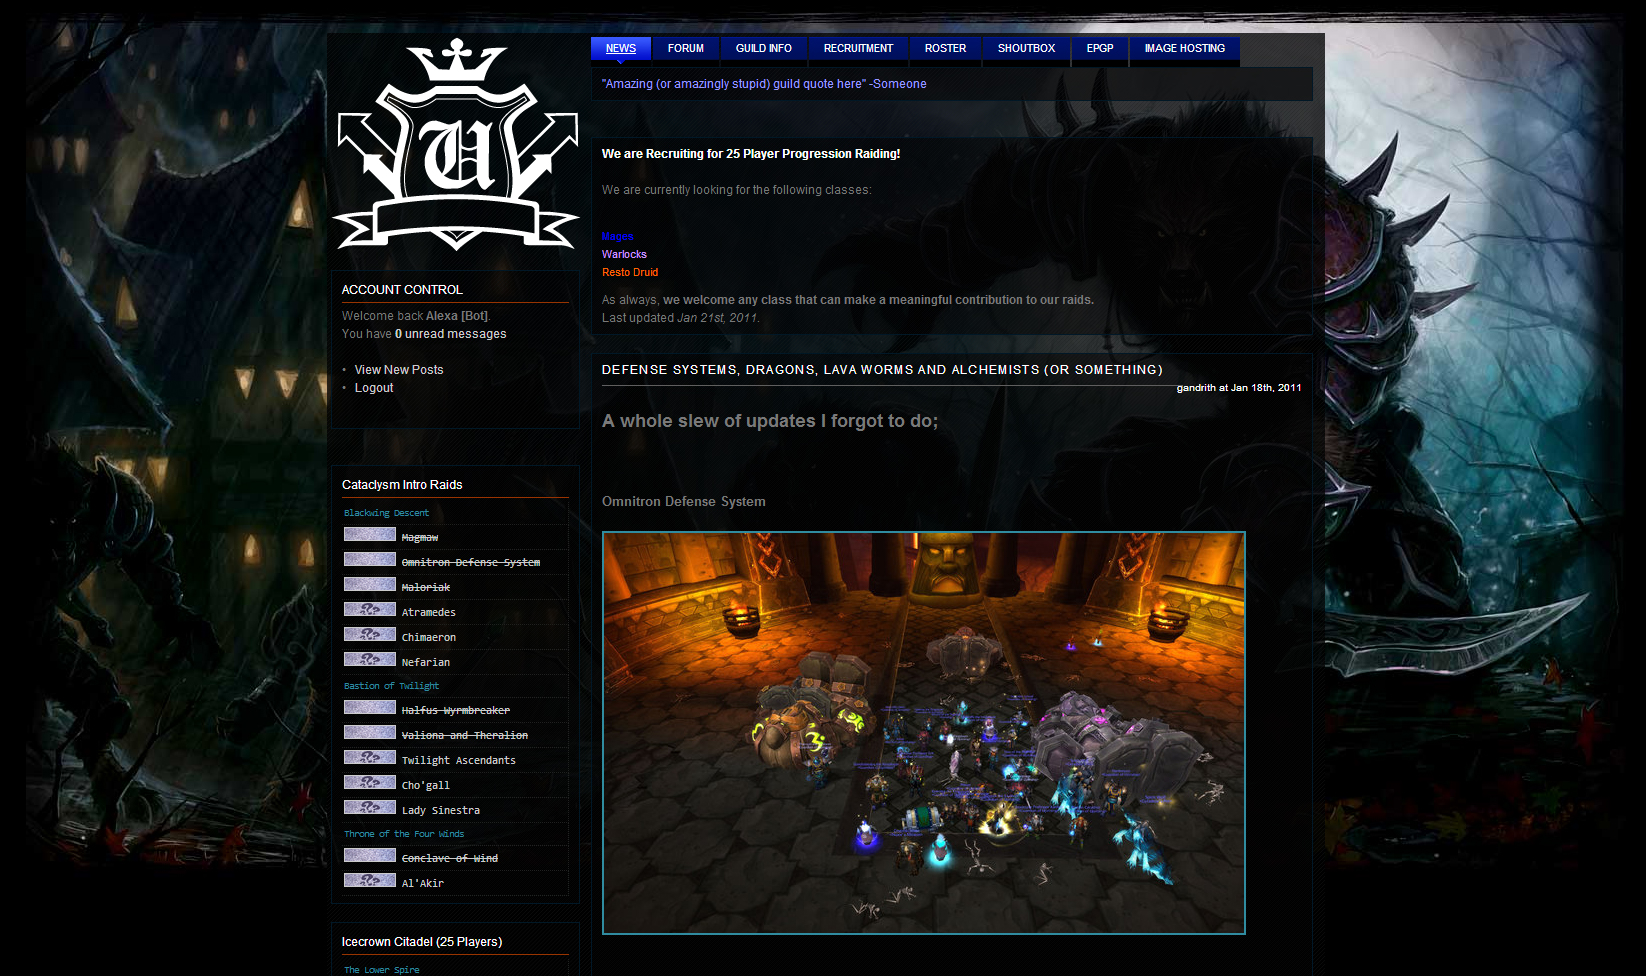 U
NEWS FORUM GUILD INFO RECRUITMENT ROSTER SHOUTBOX EPGP IMAGE HOSTING
"Amazing (or amazingly stupid) guild quote here" -Someone
ACCOUNT CONTROL
Welcome back Alexa [Bot].
You have 0 unread messages
• View New Posts
• Logout
Cataclysm Intro Raids
Blackwing Descent
Magmaw
Omnitron Defense System
Maloriak
?? Atramedes
?? Chimaeron
?? Nefarian
Bastion of Twilight
Halfus Wyrmbreaker
Valiona and Theralion
?? Twilight Ascendants
?? Cho'gall
?? Lady Sinestra
Throne of the Four Winds
Conclave of Wind
?? Al'Akir
Icecrown Citadel (25 Players)
The Lower Spire
We are Recruiting for 25 Player Progression Raiding!
We are currently looking for the following classes:
Mages
Warlocks
Resto Druid
As always, we welcome any class that can make a meaningful contribution to our raids.
Last updated Jan 21st, 2011.
DEFENSE SYSTEMS, DRAGONS, LAVA WORMS AND ALCHEMISTS (OR SOMETHING)
gandrith at Jan 18th, 2011
A whole slew of updates I forgot to do;
Omnitron Defense System